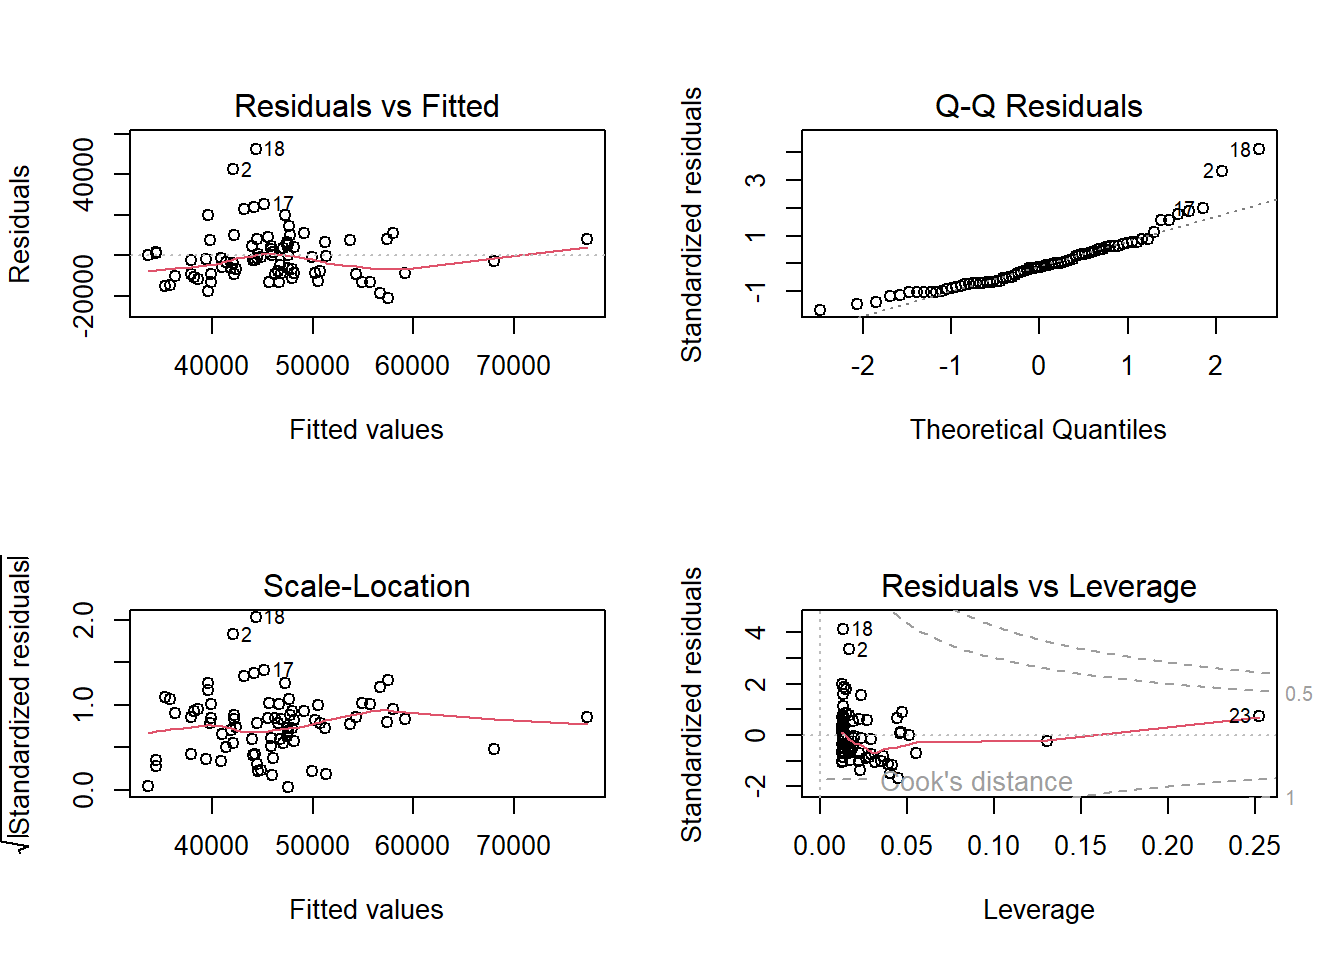 Residuals vs Fitted
Residuals
40000
-20000
18
2
17
40000 50000 60000 70000
Fitted values
Q-Q Residuals
Standardized residuals
3
1
-1
18
2
17
-2 -1 0 1 2
Theoretical Quantiles
Scale-Location
√|Standardized residuals|
2.0
1.0
0.0
18
2
17
40000 50000 60000 70000
Fitted values
Residuals vs Leverage
Standardized residuals
4
2
0
-2
18
2
23
0.5
1
Cook's distance
0.00 0.05 0.10 0.15 0.20 0.25
Leverage